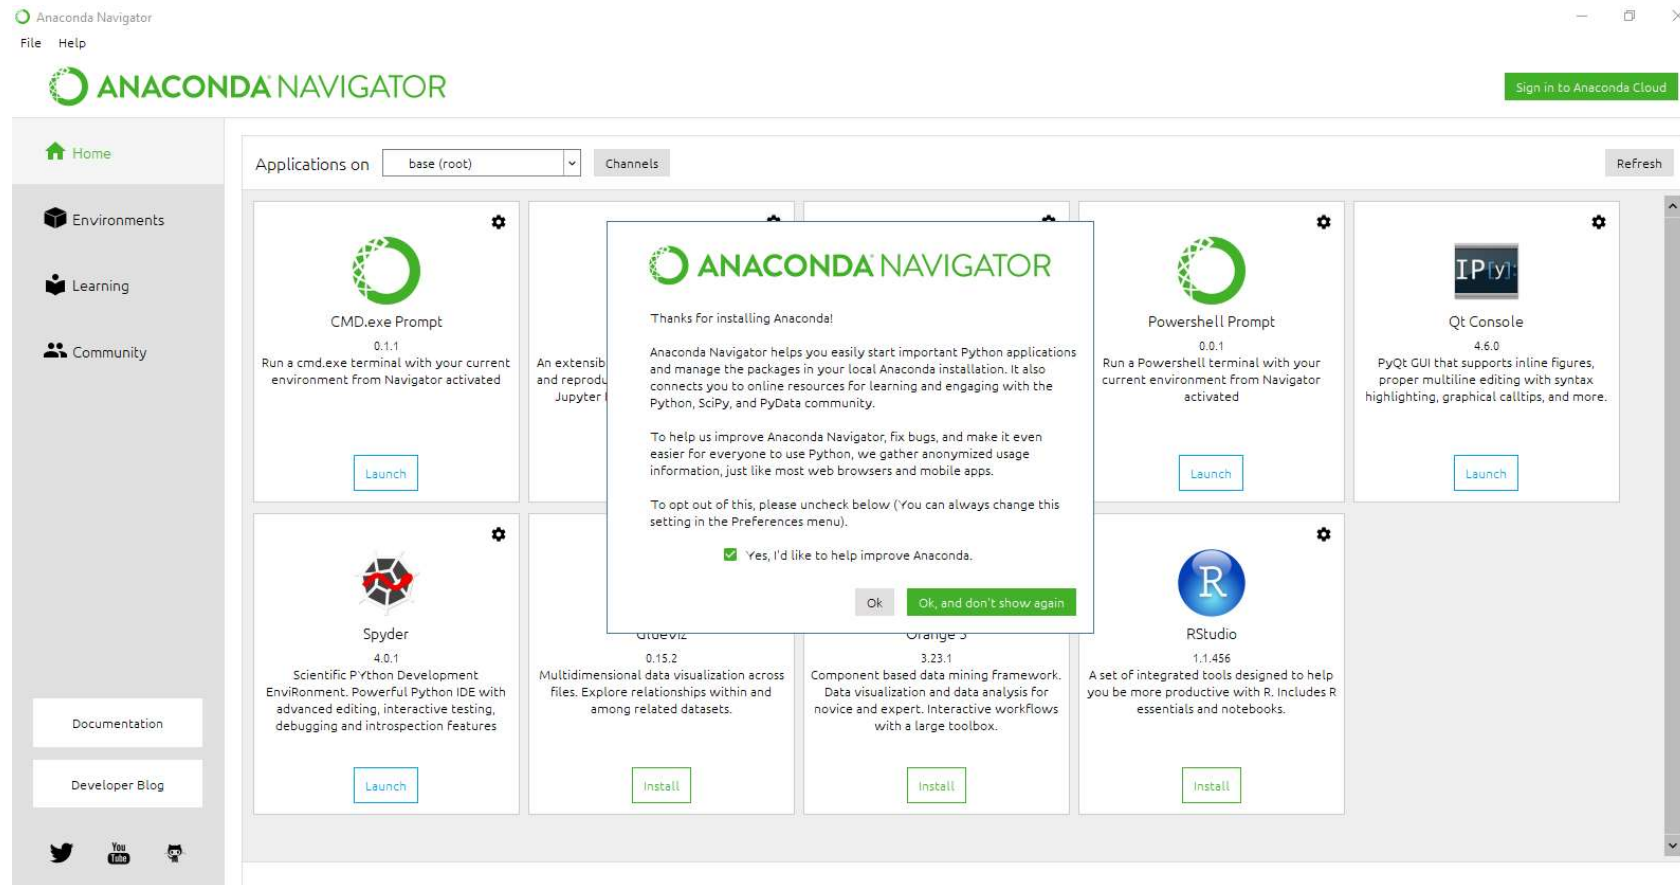 Anaconda Navigator
File Help
ANACONDA NAVIGATOR
Sign in to Anaconda Cloud
Home
Environments
Learning
Community
Documentation
Developer Blog
You
Tube
Applications on base (root) Channels Refresh
CMD.exe Prompt
0.1.1
Run a cmd.exe terminal with your current
environment from Navigator activated
Launch
An extensib
and reprodu
Jupyter
Powershell Prompt
0.0.1
Run a Powershell terminal with your
current environment from Navigator
activated
Launch
IP[y]:
Qt Console
4.6.0
PyQt GUI that supports inline figures,
proper multiline editing with syntax
highlighting, graphical calltips, and more.
Launch
ANACONDA NAVIGATOR
Thanks for installing Anaconda!
Anaconda Navigator helps you easily start important Python applications
and manage the packages in your local Anaconda installation. It also
connects you to online resources for learning and engaging with the
Python, SciPy, and PyData community.
To help us improve Anaconda Navigator, fix bugs, and make it even
easier for everyone to use Python, we gather anonymized usage
information, just like most web browsers and mobile apps.
To opt out of this, please uncheck below (You can always change this
setting in the Preferences menu).
Yes, I'd like to help improve Anaconda.
Ok Ok, and don't show again
Spyder
4.0.1
Scientific PYthon Development
EnviRonment. Powerful Python IDE with
advanced editing, interactive testing,
debugging and introspection features
Launch
Glueviz
0.15.2
Multidimensional data visualization across
files. Explore relationships within and
among related datasets.
Install
Orange 3
3.23.1
Component based data mining framework.
Data visualization and data analysis for
novice and expert. Interactive workflows
with a large toolbox.
Install
R
RStudio
1.1.456
A set of integrated tools designed to help
you be more productive with R. Includes R
essentials and notebooks.
Install